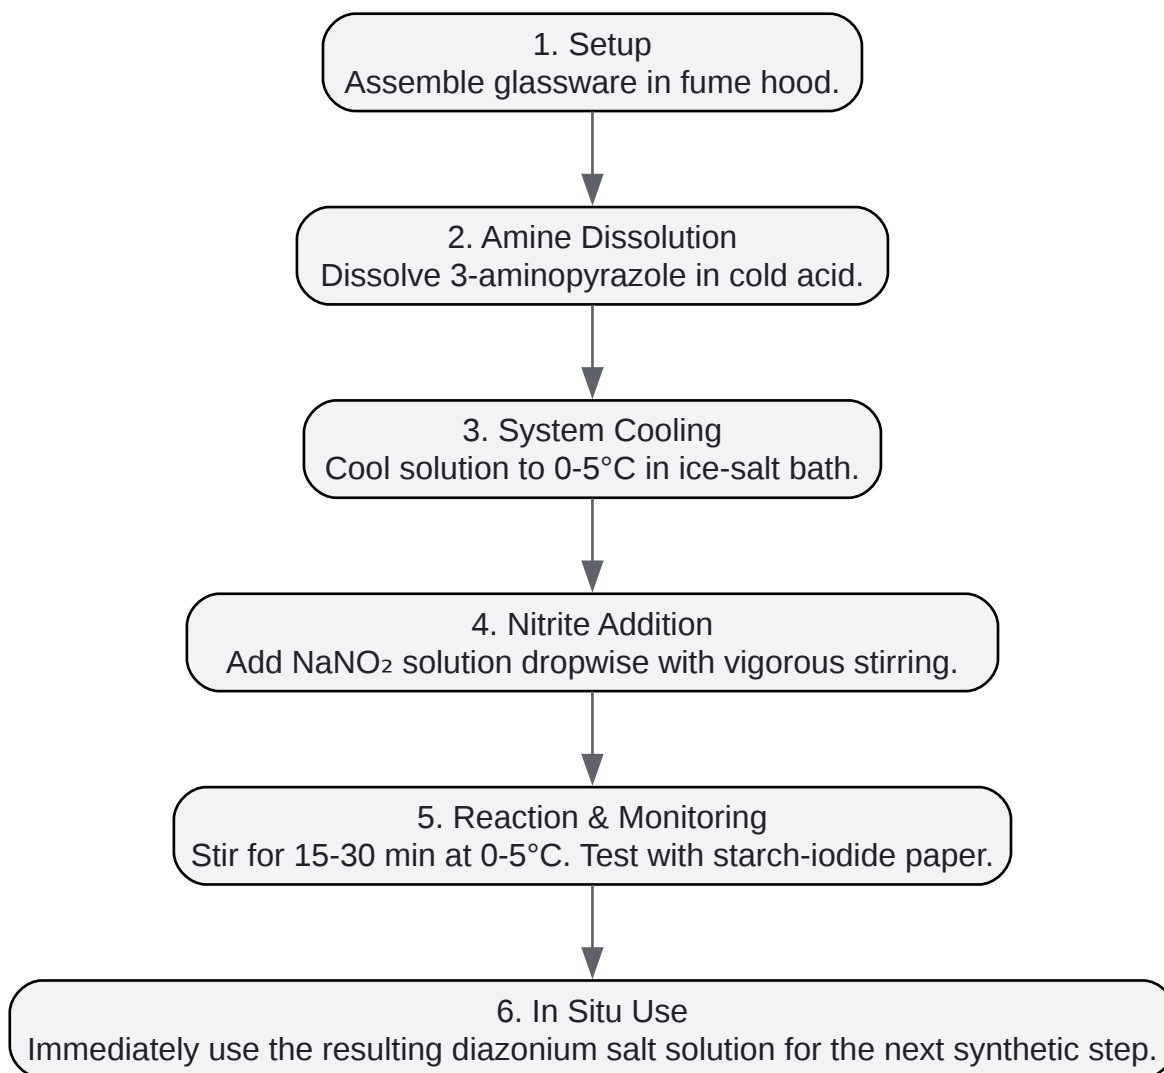 1. Setup
Assemble glassware in fume hood.
2. Amine Dissolution
Dissolve 3-aminopyrazole in cold acid.
3. System Cooling
Cool solution to 0-5°C in ice-salt bath.
4. Nitrite Addition
Add NaNO₂ solution dropwise with vigorous stirring.
5. Reaction & Monitoring
Stir for 15-30 min at 0-5°C. Test with starch-iodide paper.
6. In Situ Use
Immediately use the resulting diazonium salt solution for the next synthetic step.